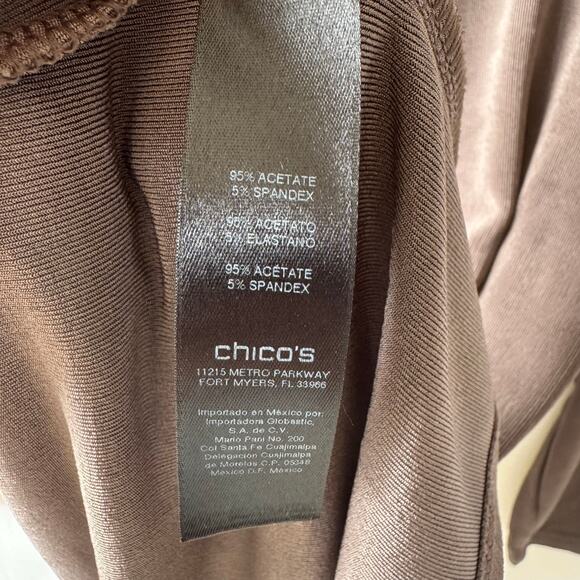 95% ACETATE
5% SPANDEX
95% ACETATO
5% ELASTANO
95% ACÉTATE
5% SPANDEX
chico's
11215 METRO PARKWAY
FORT MYERS, FL 33966
Importado en México por:
Importadora Globastic,
S.A. de C.V.
Mario Pani No. 200
Col Santa Fe Cuajimalpa
Delegación Cuajimalpa
de Morelos C.P. 05348
México D.F. México